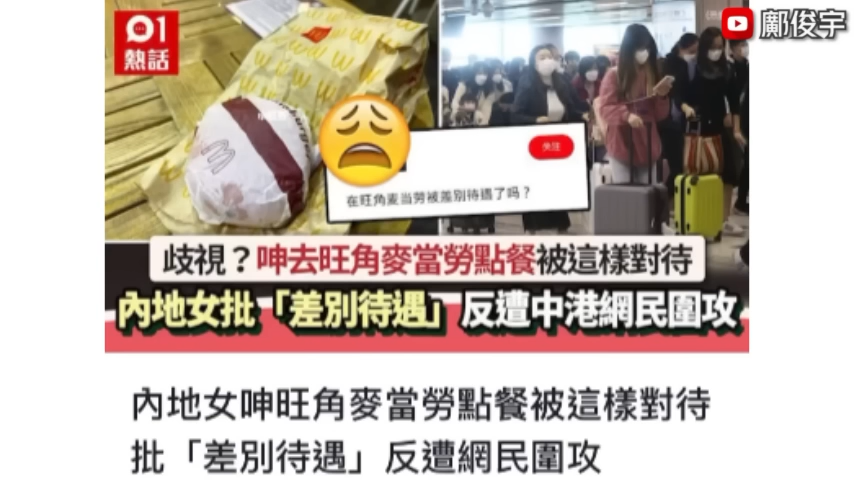 01
熱話
鄺俊宇
关注
在旺角麦当劳被差別待遇了吗？
歧視？呻去旺角麥當勞點餐被這樣對待
內地女批「差別待遇」反遭中港網民圍攻
內地女呻旺角麥當勞點餐被這樣對待
批「差別待遇」反遭網民圍攻